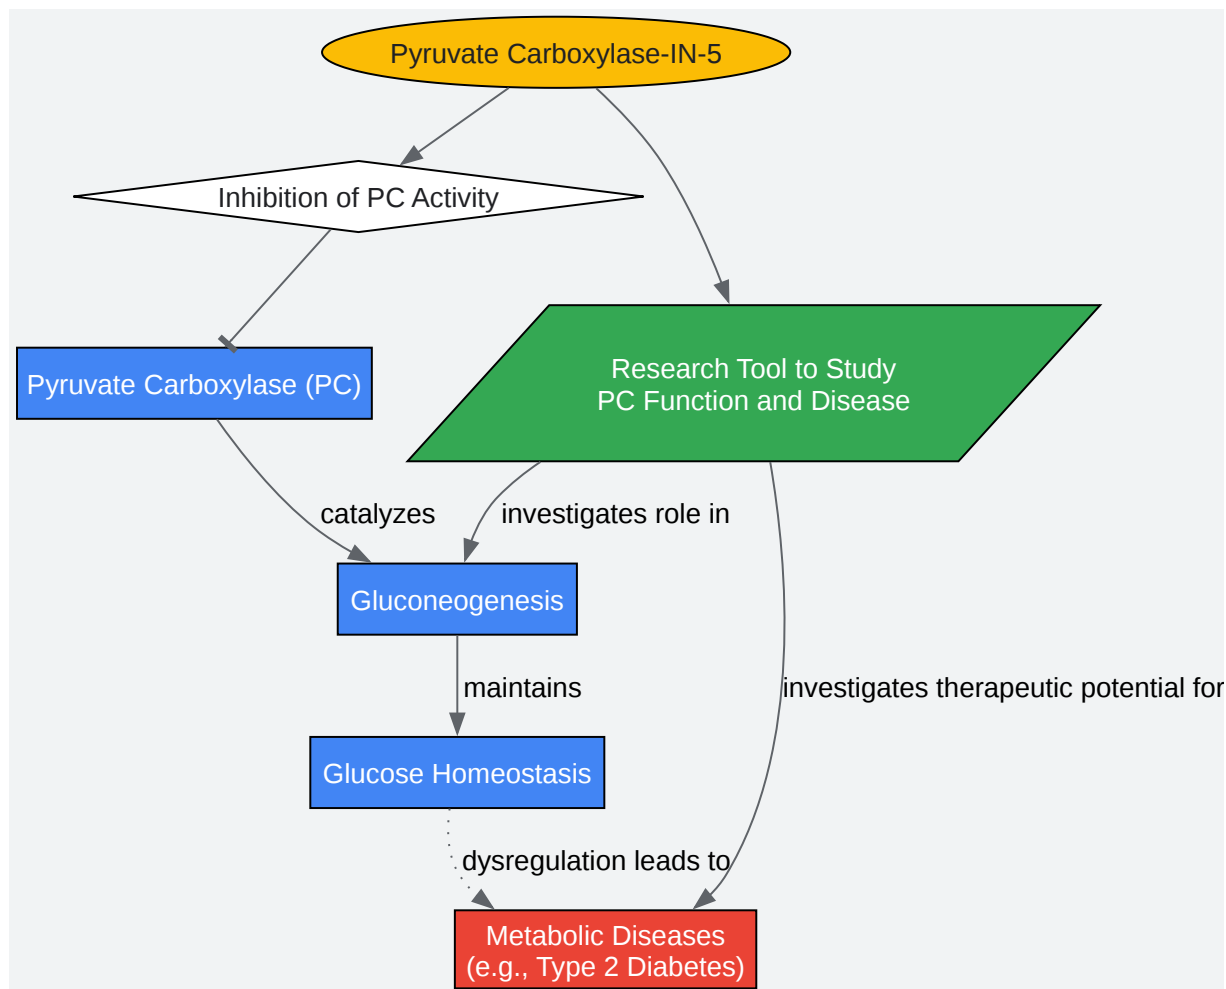 Pyruvate Carboxylase-IN-5
Inhibition of PC Activity
Research Tool to Study
PC Function and Disease
Pyruvate Carboxylase (PC)
catalyzes
investigates role in
Gluconeogenesis
maintains
investigates therapeutic potential for
Glucose Homeostasis
dysregulation leads to
Metabolic Diseases
(e.g., Type 2 Diabetes)